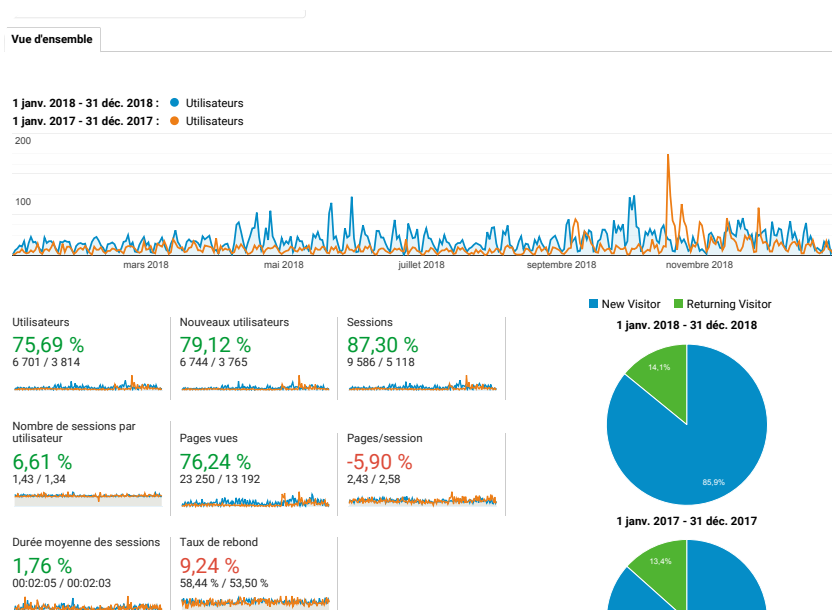 Vue d'ensemble
1 janv. 2018 - 31 déc. 2018 : Utilisateurs
1 janv. 2017 - 31 déc. 2017 : Utilisateurs
200
100
mars 2018 mai 2018 juillet 2018 septembre 2018 novembre 2018
New Visitor Returning Visitor
1 janv. 2018 - 31 déc. 2018
14,1%
85,9%
1 janv. 2017 - 31 déc. 2017
13,4%
Utilisateurs
75,69 %
6 701 / 3 814
Nouveaux utilisateurs
79,12 %
6 744 / 3 765
Sessions
87,30 %
9 586 / 5 118
Nombre de sessions par
utilisateur
6,61 %
1,43 / 1,34
Pages vues
76,24 %
23 250 / 13 192
Pages/session
-5,90 %
2,43 / 2,58
Durée moyenne des sessions
1,76 %
00:02:05 / 00:02:03
Taux de rebond
9,24 %
58,44 % / 53,50 %